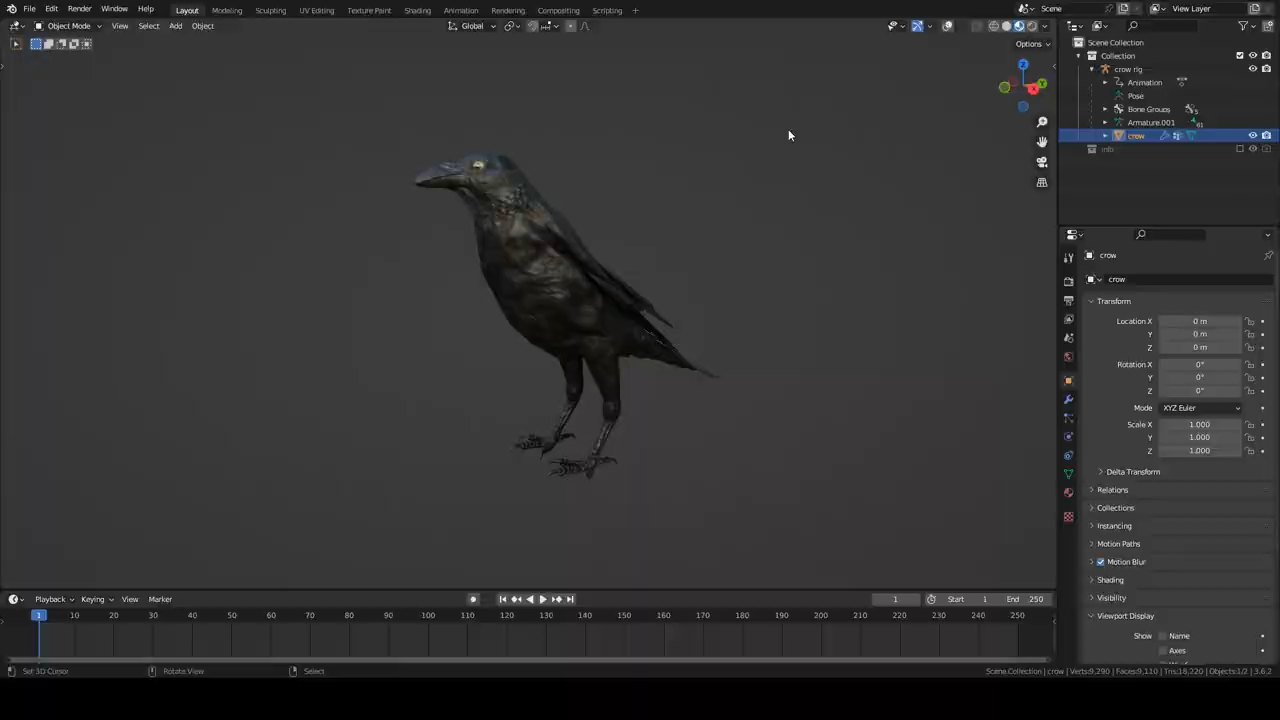 File Edit Render Window Help Layout Modeling Sculpting UV Editing Texture Paint Shading Animation Rendering Compositing Scripting + Scene View Layer
Object Mode View Select Add Object Global
Options
Z
Y
X
Scene Collection
Collection
crow rig
Animation
Pose
Bone Groups 5
Armature.001 61
crow
info
crow
crow
Transform
Location X 0 m
Y 0 m
Z 0 m
Rotation X 0°
Y 0°
Z 0°
Mode XYZ Euler
Scale X 1.000
Y 1.000
Z 1.000
Delta Transform
Relations
Collections
Instancing
Motion Paths
Motion Blur
Shading
Visibility
Viewport Display
Show Name
Axes
Playback Keying View Marker 1 Start 1 End 250
1 10 20 30 40 50 60 70 80 90 100 110 120 130 140 150 160 170 180 190 200 210 220 230 240 250
Set 3D Cursor Rotate View Select Scene Collection | crow | Verts:9,290 | Faces:9,110 | Tris:18,220 | Objects:1/2 | 3.6.2